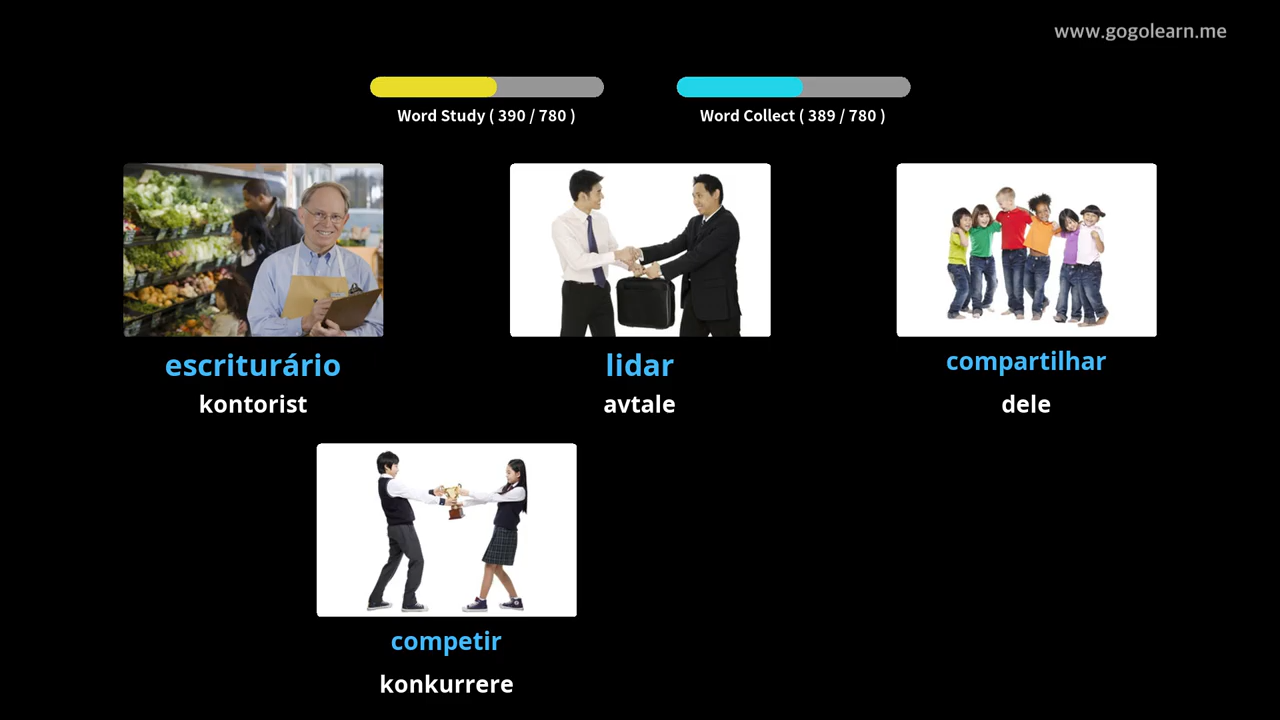 www.gogolearn.me
Word Study ( 390 / 780 )
Word Collect ( 389 / 780 )
escriturário
kontorist
lidar
avtale
compartilhar
dele
competir
konkurrere